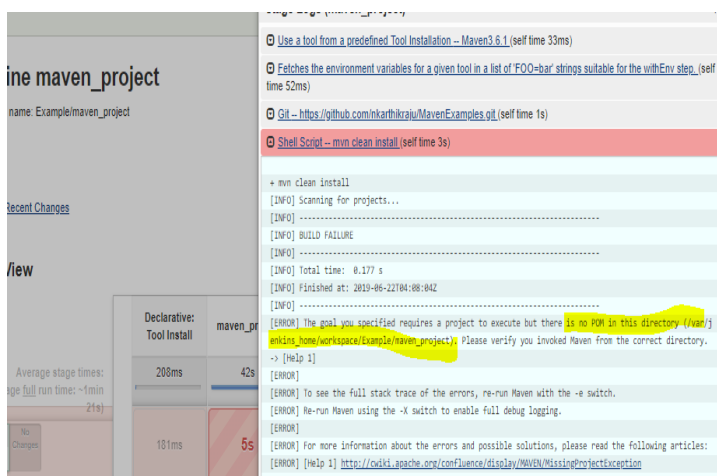 Stage Logs (maven_project)
Use a tool from a predefined Tool Installation -- Maven3.6.1 (self time 33ms)
Fetches the environment variables for a given tool in a list of 'FOO=bar' strings suitable for the withEnv step. (self
time 52ms)
Git -- https://github.com/nkarthikraju/MavenExamples.git (self time 1s)
Shell Script -- mvn clean install (self time 3s)
+ mvn clean install
[INFO] Scanning for projects...
[INFO] ------------------------------------------------------------------------
[INFO] BUILD FAILURE
[INFO] ------------------------------------------------------------------------
[INFO] Total time:  0.177 s
[INFO] Finished at: 2019-06-22T04:08:04Z
[INFO] ------------------------------------------------------------------------
[ERROR] The goal you specified requires a project to execute but there is no POM in this directory (/var/j
enkins_home/workspace/Example/maven_project). Please verify you invoked Maven from the correct directory.
-> [Help 1]
[ERROR]
[ERROR] To see the full stack trace of the errors, re-run Maven with the -e switch.
[ERROR] Re-run Maven using the -X switch to enable full debug logging.
[ERROR]
[ERROR] For more information about the errors and possible solutions, please read the following articles:
[ERROR] [Help 1] http://cwiki.apache.org/confluence/display/MAVEN/MissingProjectException
ine maven_project
name: Example/maven_project
Recent Changes
View
Declarative:
Tool Install
maven_pr
Average stage times:
208ms
42s
age full run time: ~1min
21s)
No
Changes
181ms
5s